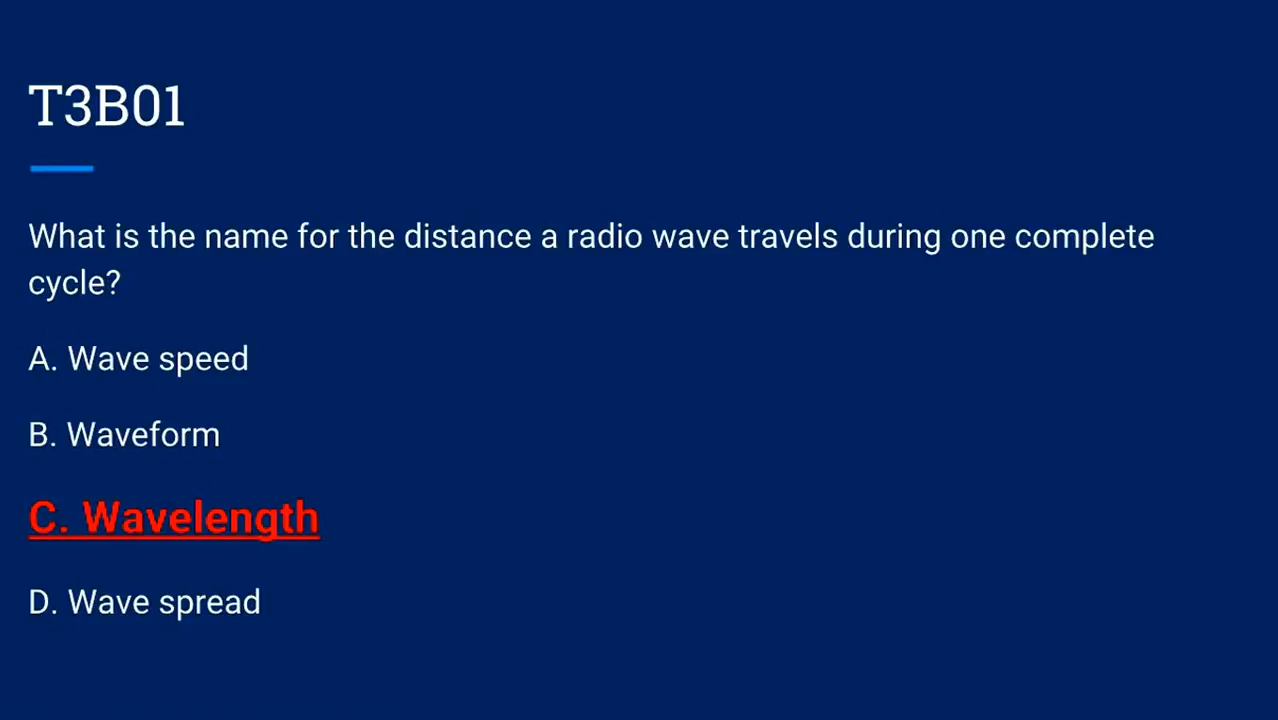 T3B01
What is the name for the distance a radio wave travels during one complete
cycle?
A. Wave speed
B. Waveform
C. Wavelength
D. Wave spread